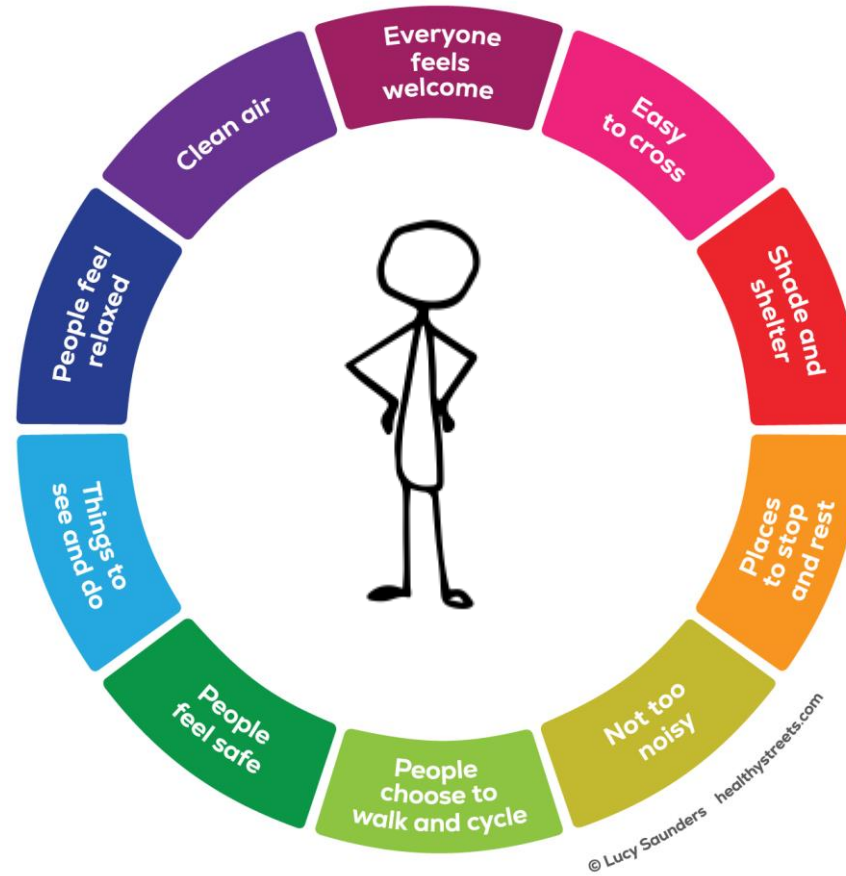 Everyone
feels
welcome
Easy
to cross
Shade and
shelter
Places
to stop
and rest
Not too
noisy
People
choose to
walk and cycle
People
feel safe
Things to
see and do
People feel
relaxed
Clean air
© Lucy Saunders healthystreets.com